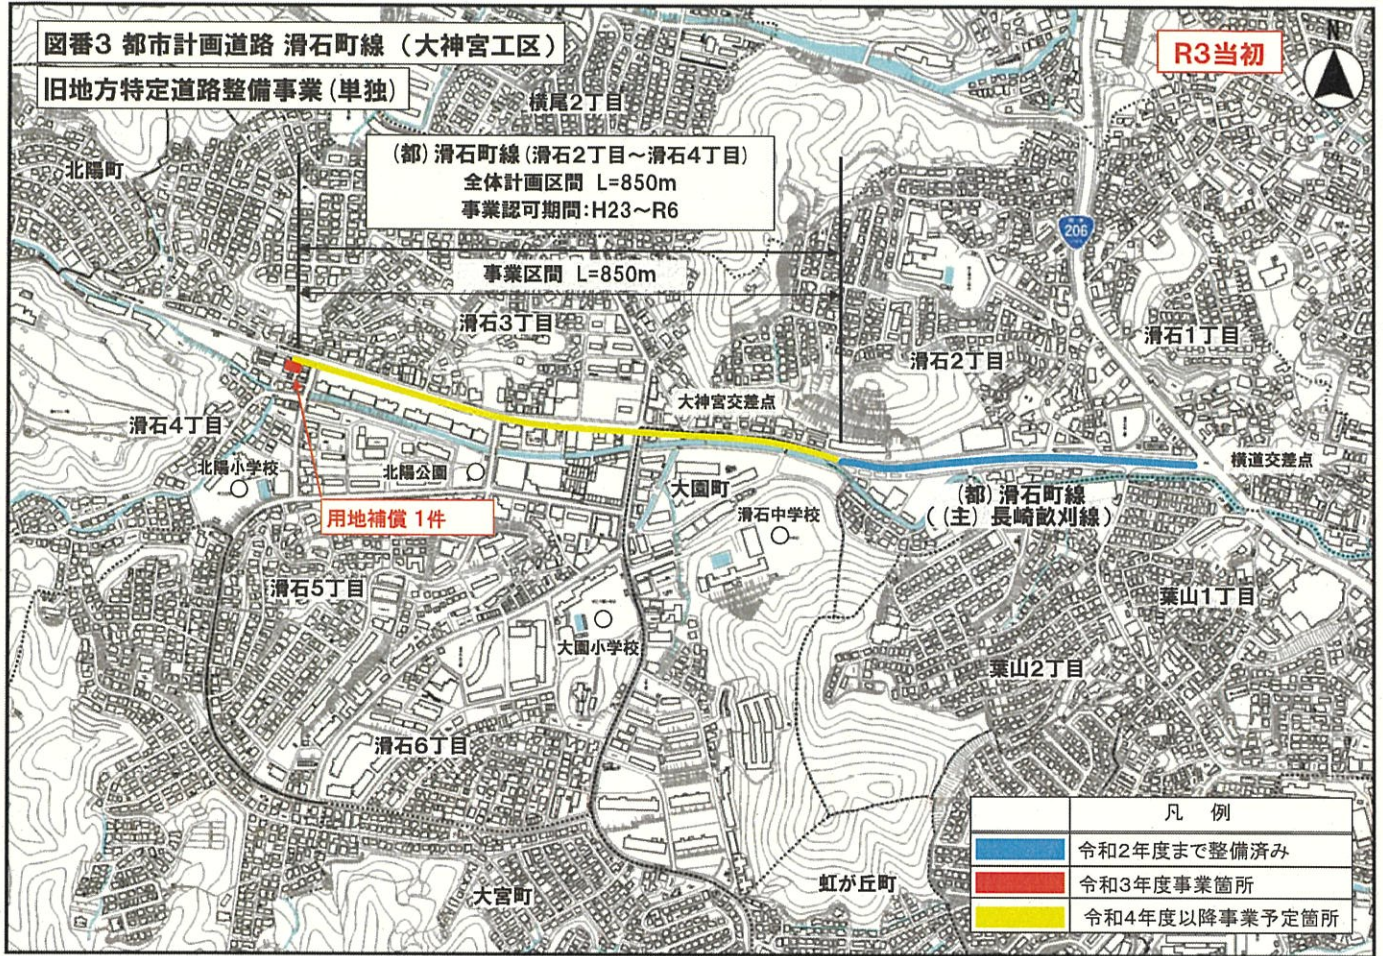 図番3 都市計画道路 滑石町線 （大神宮工区）
旧地方特定道路整備事業(単独)
R3当初
N
横尾2丁目
(都)滑石町線(滑石2丁目～滑石4丁目)
全体計画区間 L=850m
事業認可期間:H23～R6
北陽町
206
事業区間 L=850m
滑石3丁目
滑石1丁目
滑石2丁目
大神宮交差点
滑石4丁目
横道交差点
北陽小学校
北陽公園
大園町
(都) 滑石町線
((主) 長崎畝刈線)
用地補償 1件
滑石中学校
滑石5丁目
葉山1丁目
大園小学校
葉山2丁目
滑石6丁目
大宮町
虹が丘町
凡 例
令和2年度まで整備済み
令和3年度事業箇所
令和4年度以降事業予定箇所